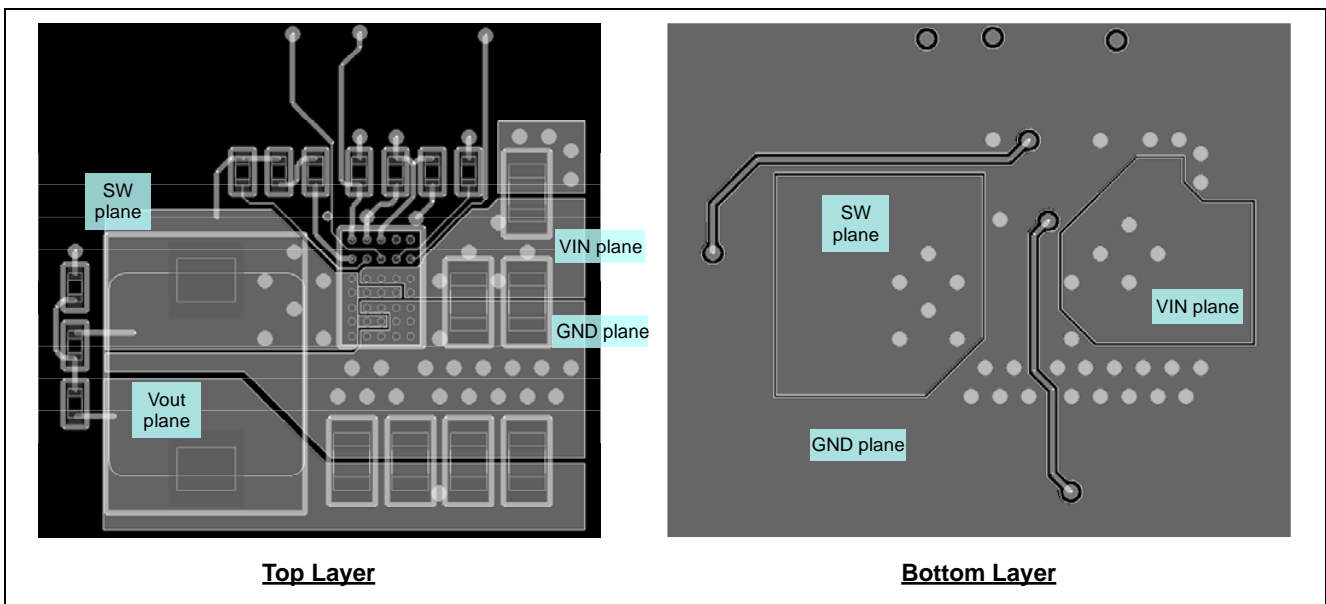 SW
plane
VIN plane
GND plane
Vout
plane
Top Layer
SW
plane
VIN plane
GND plane
Bottom Layer